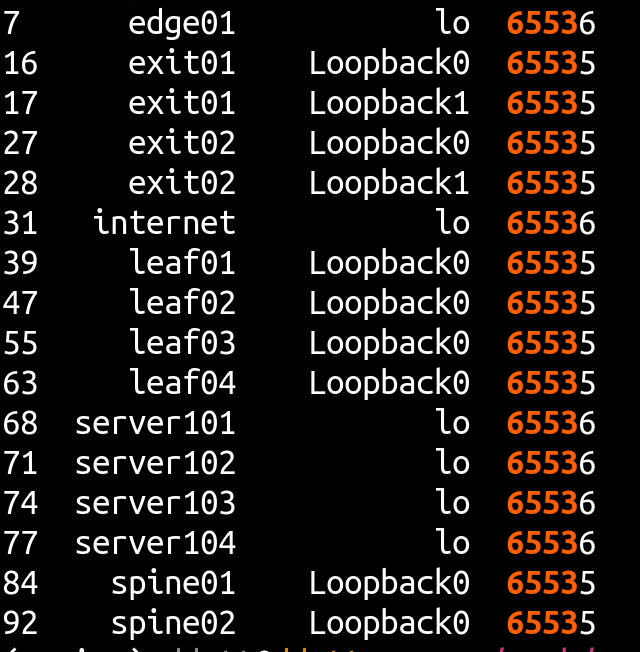 7 edge01 lo 65536
16 exit01 Loopback0 65535
17 exit01 Loopback1 65535
27 exit02 Loopback0 65535
28 exit02 Loopback1 65535
31 internet lo 65536
39 leaf01 Loopback0 65535
47 leaf02 Loopback0 65535
55 leaf03 Loopback0 65535
63 leaf04 Loopback0 65535
68 server101 lo 65536
71 server102 lo 65536
74 server103 lo 65536
77 server104 lo 65536
84 spine01 Loopback0 65535
92 spine02 Loopback0 65535